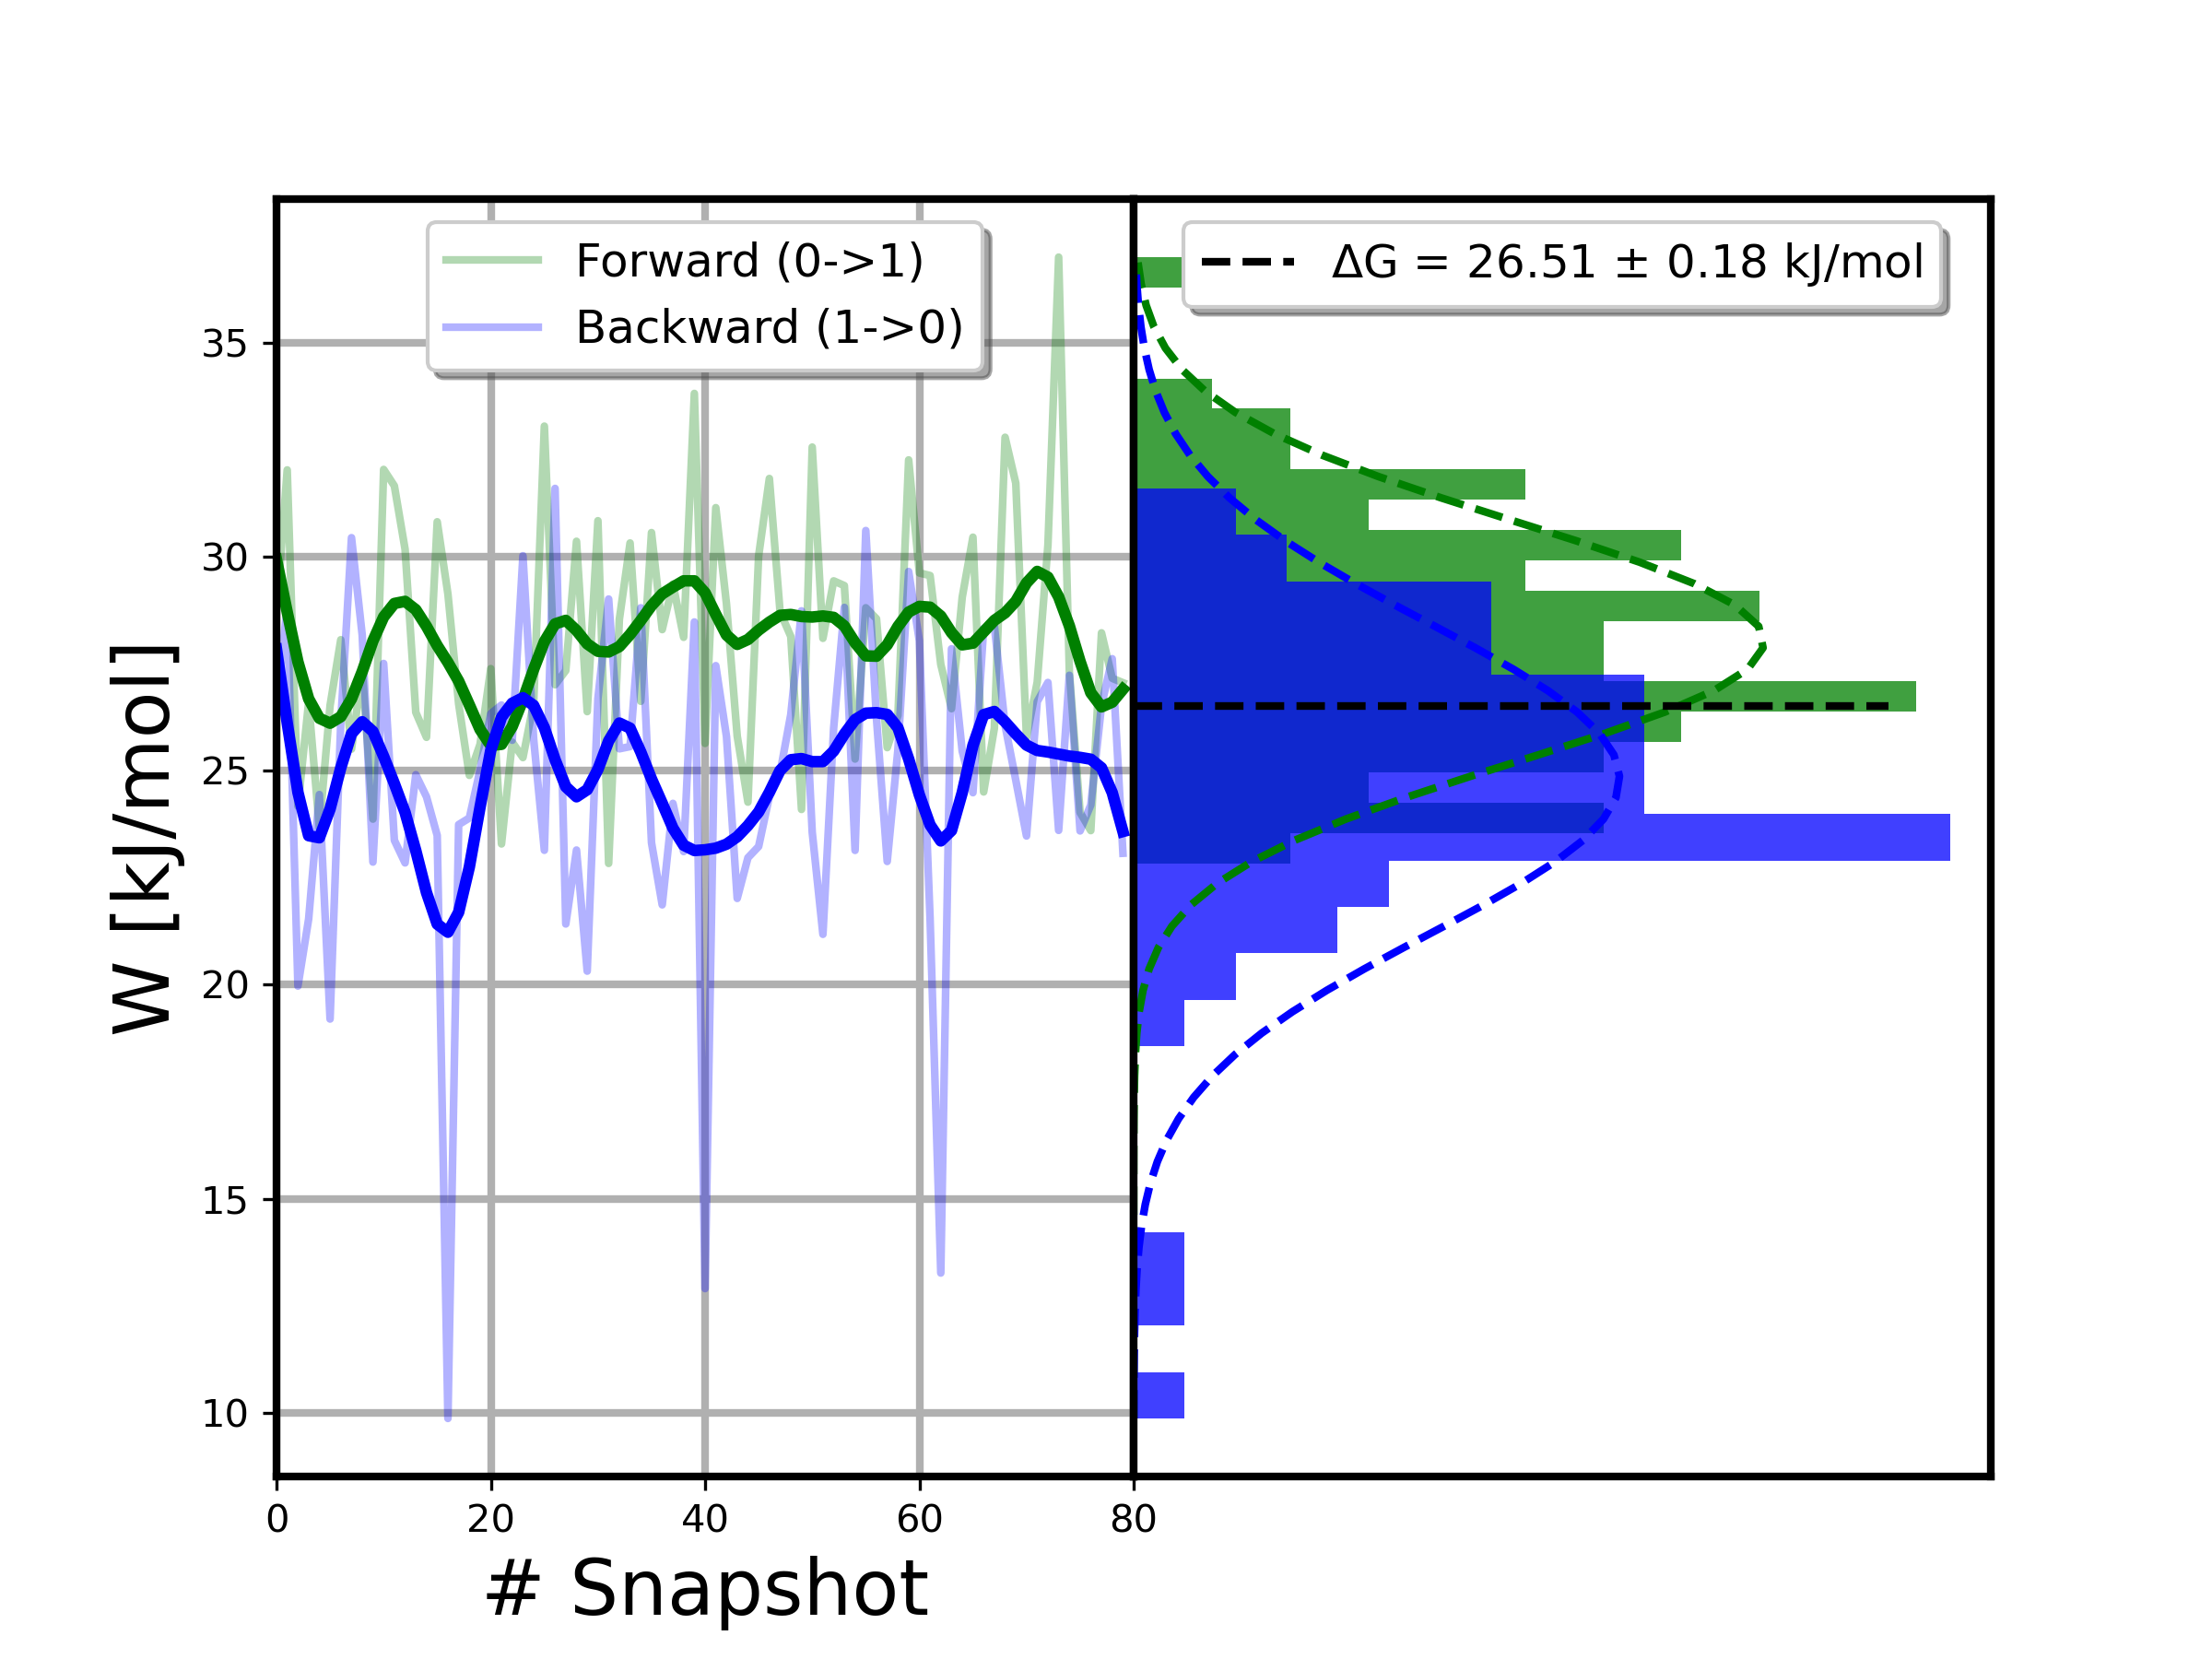 Forward (0->1)
Backward (1->0)
ΔG = 26.51 ± 0.18 kJ/mol
W [kJ/mol]
35
30
25
20
15
10
0 20 40 60 80
# Snapshot